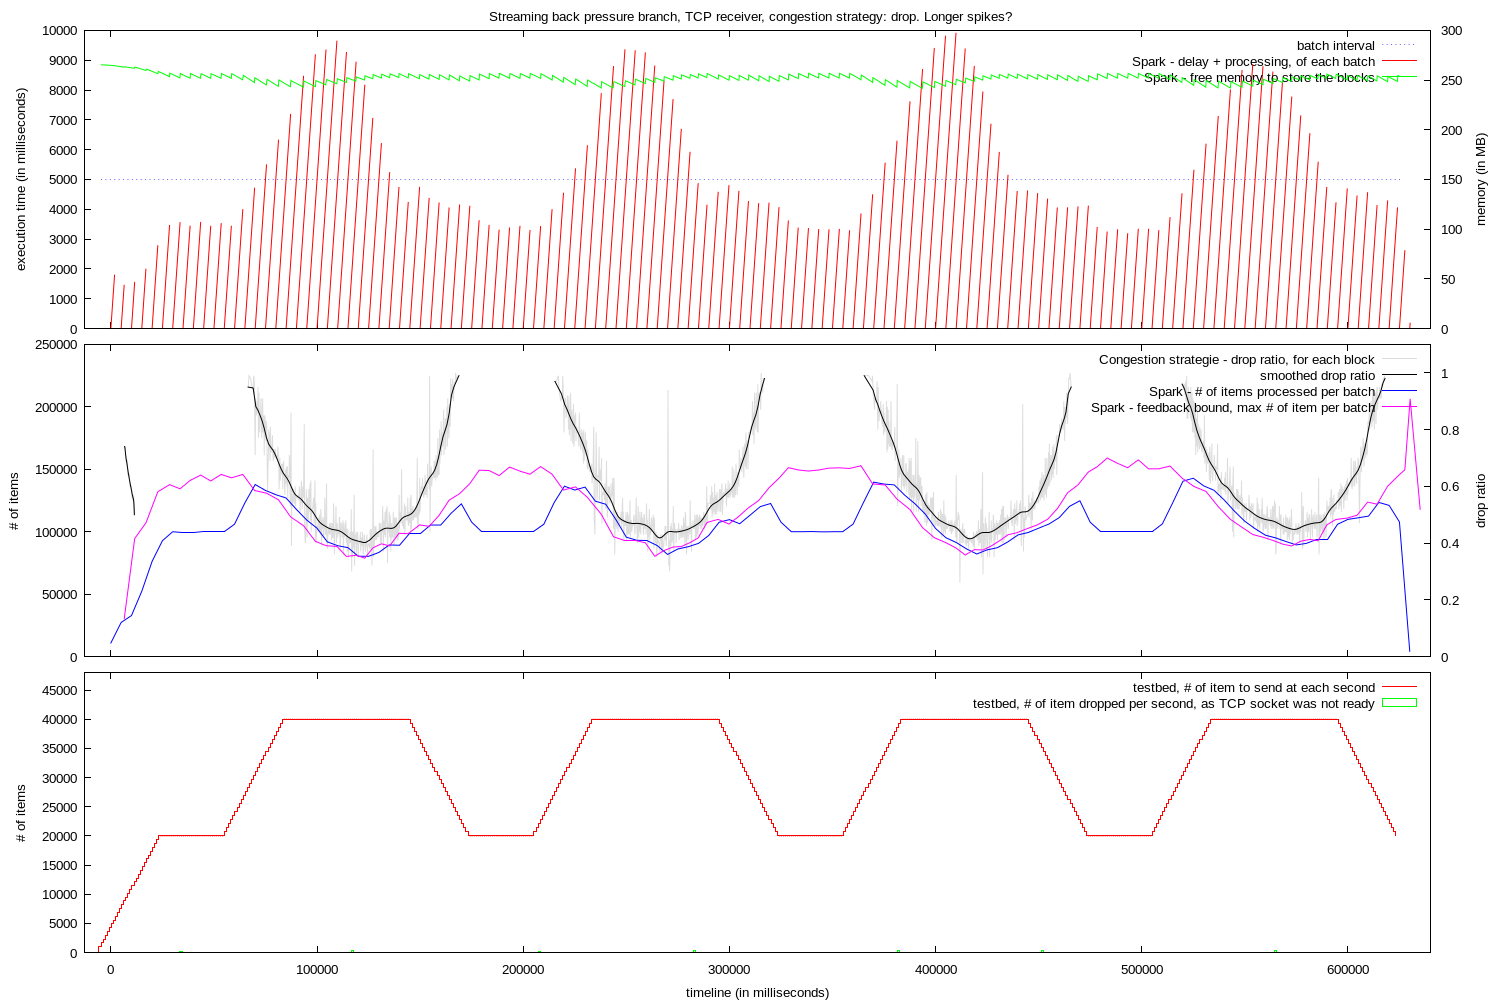 Streaming back pressure branch, TCP receiver, congestion strategy: drop. Longer spikes?
execution time (in milliseconds)
10000
9000
8000
7000
6000
5000
4000
3000
2000
1000
0
batch interval
Spark - delay + processing, of each batch
Spark - free memory to store the blocks
300
250
200
150
100
50
0
memory (in MB)
# of items
250000
200000
150000
100000
50000
0
Congestion strategie - drop ratio, for each block
smoothed drop ratio
Spark - # of items processed per batch
Spark - feedback bound, max # of item per batch
1
0.8
0.6
0.4
0.2
0
drop ratio
# of items
45000
40000
35000
30000
25000
20000
15000
10000
5000
0
testbed, # of item to send at each second
testbed, # of item dropped per second, as TCP socket was not ready
0 100000 200000 300000 400000 500000 600000
timeline (in milliseconds)